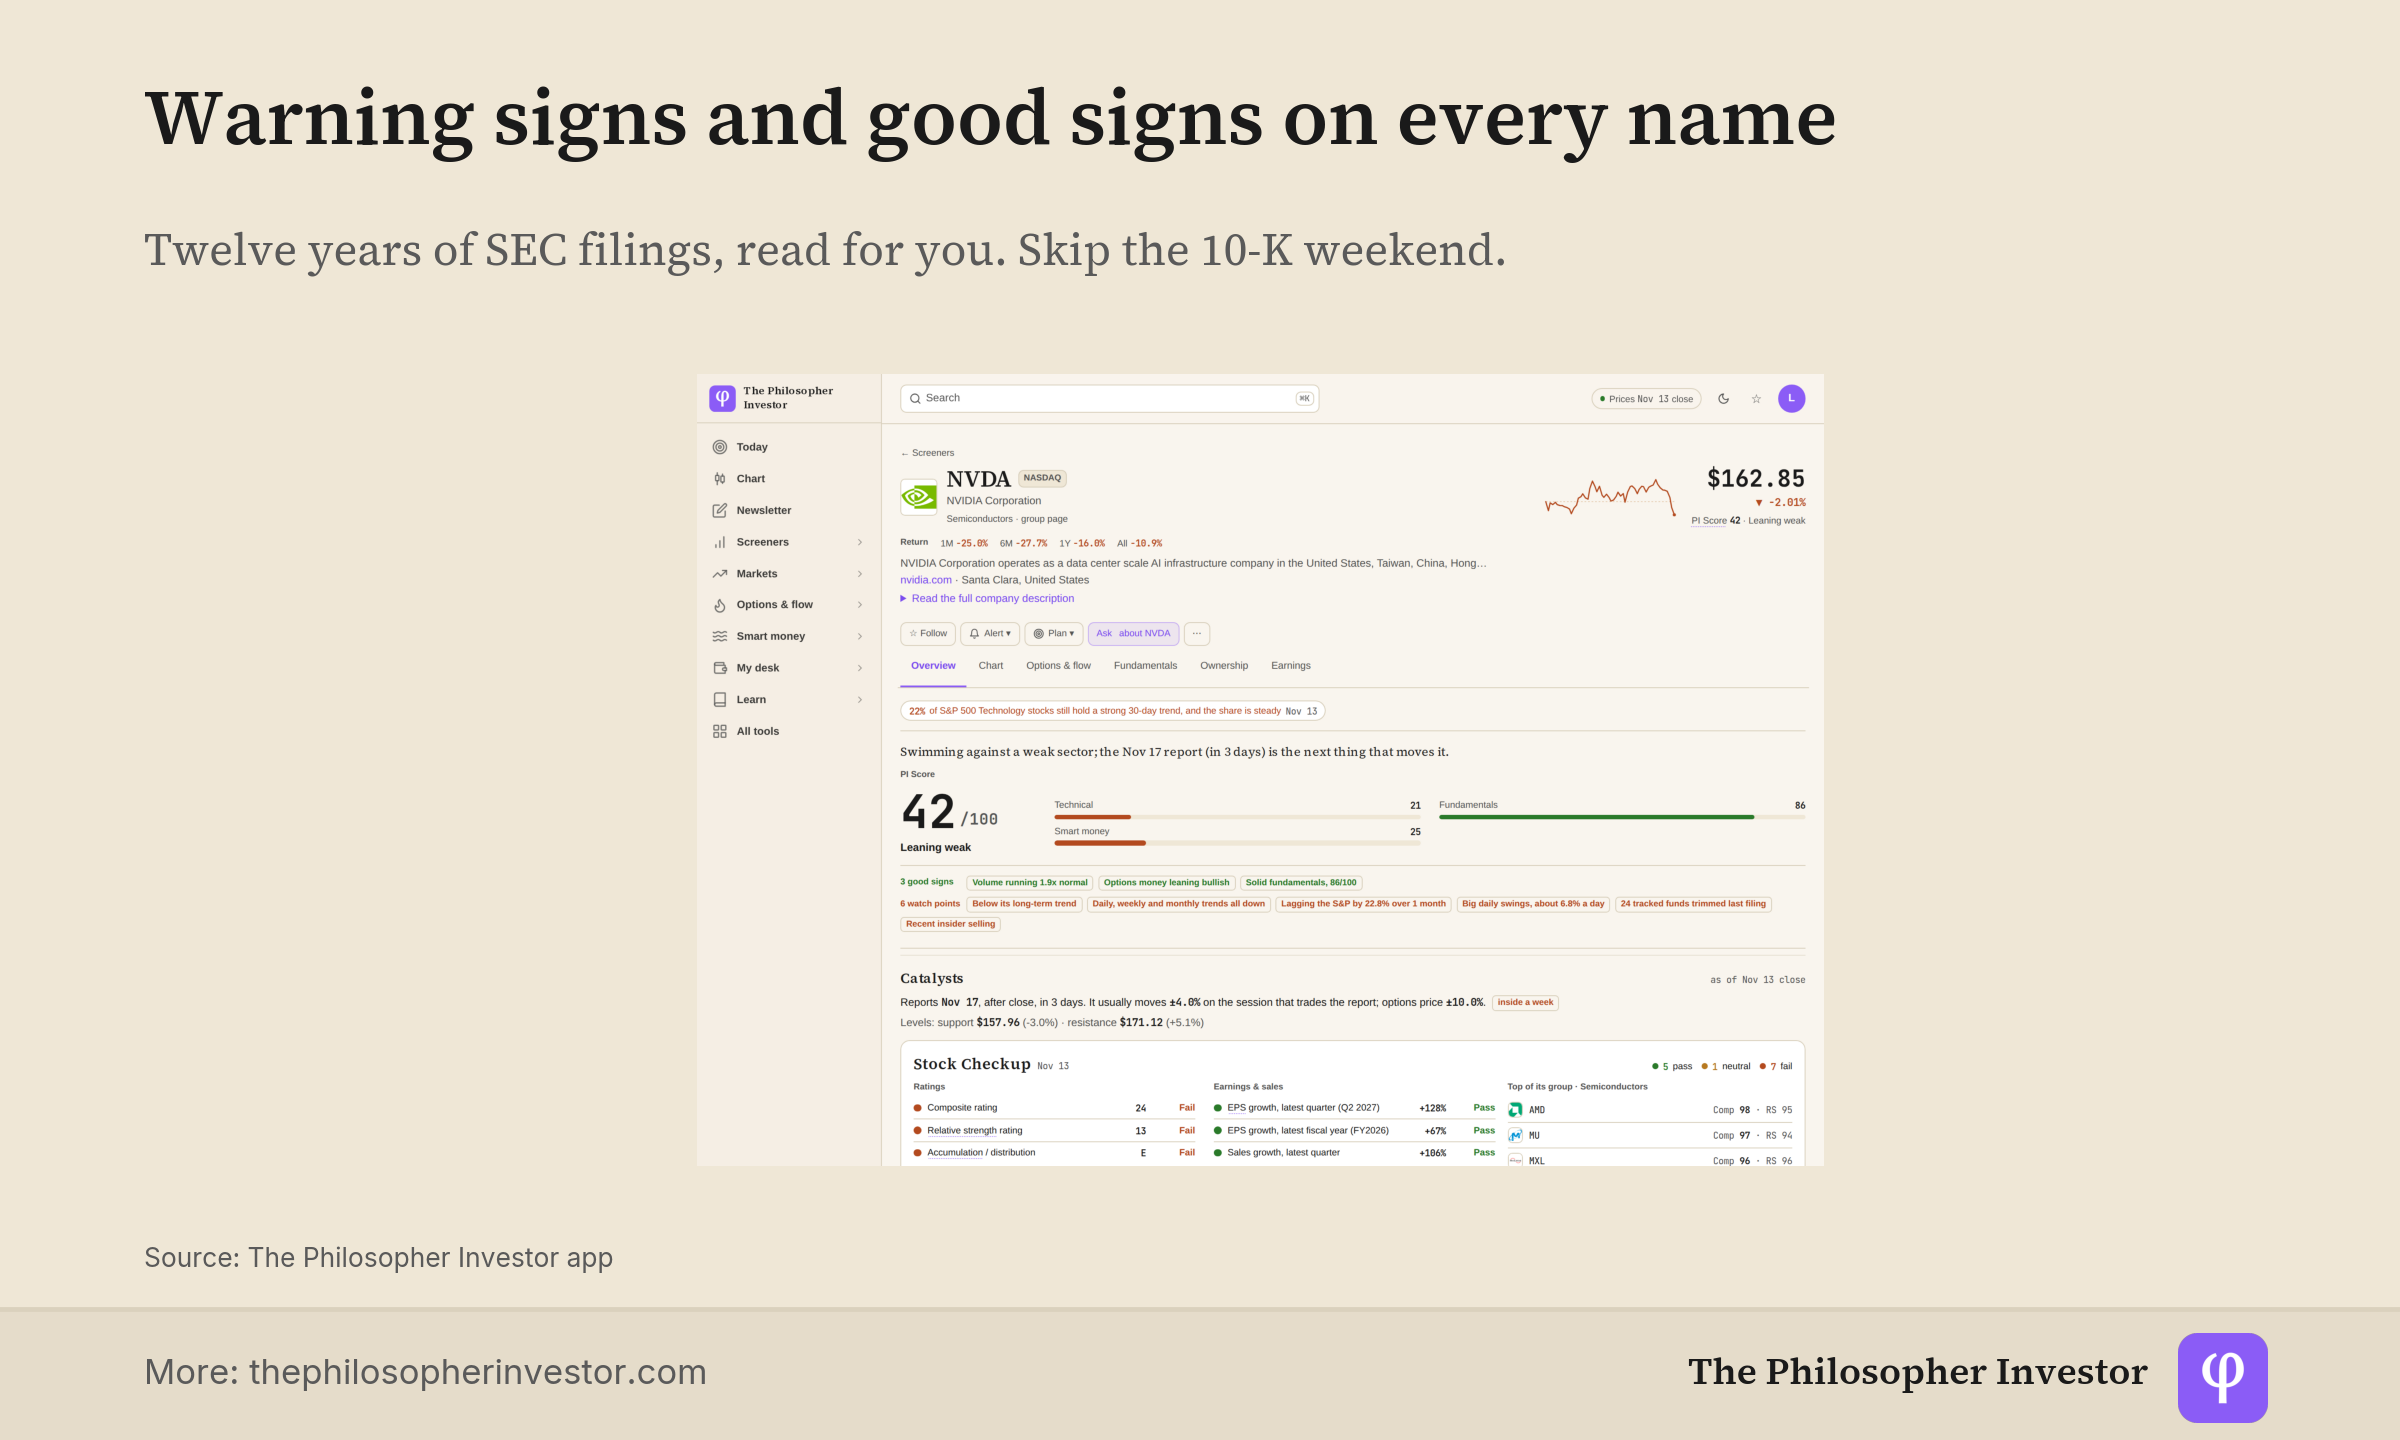 Warning signs and good signs on every name
Twelve years of SEC filings, read for you. Skip the 10-K weekend.
φ The Philosopher
Investor
Today
Chart
Newsletter
Screeners
Markets
Options & flow
Smart money
My desk
Learn
All tools
Search ⌘K
Prices Nov 13 close
L
← Screeners
NVDA NASDAQ
NVIDIA Corporation
Semiconductors · group page
$162.85
▼ -2.01%
PI Score 42 · Leaning weak
Return 1M -25.0% 6M -27.7% 1Y -16.0% All -10.9%
NVIDIA Corporation operates as a data center scale AI infrastructure company in the United States, Taiwan, China, Hong…
nvidia.com · Santa Clara, United States
▶ Read the full company description
☆ Follow Alert ▾ Plan ▾ Ask about NVDA ⋯
Overview Chart Options & flow Fundamentals Ownership Earnings
22% of S&P 500 Technology stocks still hold a strong 30-day trend, and the share is steady Nov 13
Swimming against a weak sector; the Nov 17 report (in 3 days) is the next thing that moves it.
PI Score
42 /100
Leaning weak
Technical 21
Fundamentals 86
Smart money 25
3 good signs Volume running 1.9x normal Options money leaning bullish Solid fundamentals, 86/100
6 watch points Below its long-term trend Daily, weekly and monthly trends all down Lagging the S&P by 22.8% over 1 month Big daily swings, about 6.8% a day 24 tracked funds trimmed last filing
Recent insider selling
Catalysts as of Nov 13 close
Reports Nov 17, after close, in 3 days. It usually moves ±4.0% on the session that trades the report; options price ±10.0%. inside a week
Levels: support $157.96 (-3.0%) · resistance $171.12 (+5.1%)
Stock Checkup Nov 13
5 pass 1 neutral 7 fail
Ratings
Composite rating 24 Fail
Relative strength rating 13 Fail
Accumulation / distribution E Fail
Earnings & sales
EPS growth, latest quarter (Q2 2027) +128% Pass
EPS growth, latest fiscal year (FY2026) +67% Pass
Sales growth, latest quarter +106% Pass
Top of its group · Semiconductors
AMD Comp 98 · RS 95
MU Comp 97 · RS 94
MXL Comp 96 · RS 96
Source: The Philosopher Investor app
More: thephilosopherinvestor.com
The Philosopher Investor φ